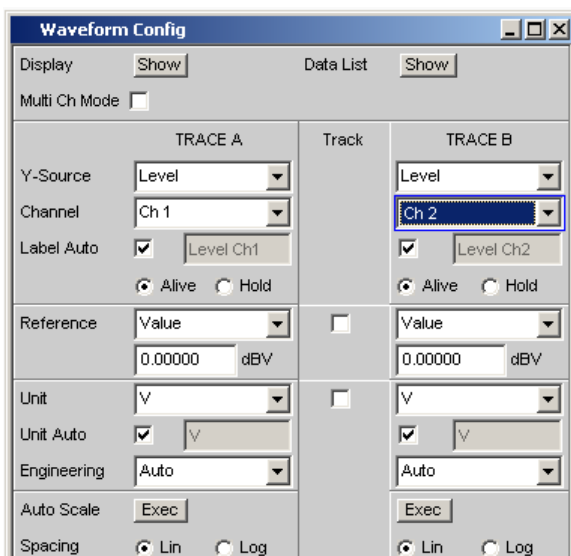 Waveform Config
Display Show Data List Show
Multi Ch Mode
TRACE A Track TRACE B
Y-Source Level Level
Channel Ch 1 Ch 2
Label Auto Level Ch1 Level Ch2
Alive Hold Alive Hold
Reference Value Value
0.00000 dBV 0.00000 dBV
Unit V V
Unit Auto V V
Engineering Auto Auto
Auto Scale Exec Exec
Spacing Lin Log Lin Log